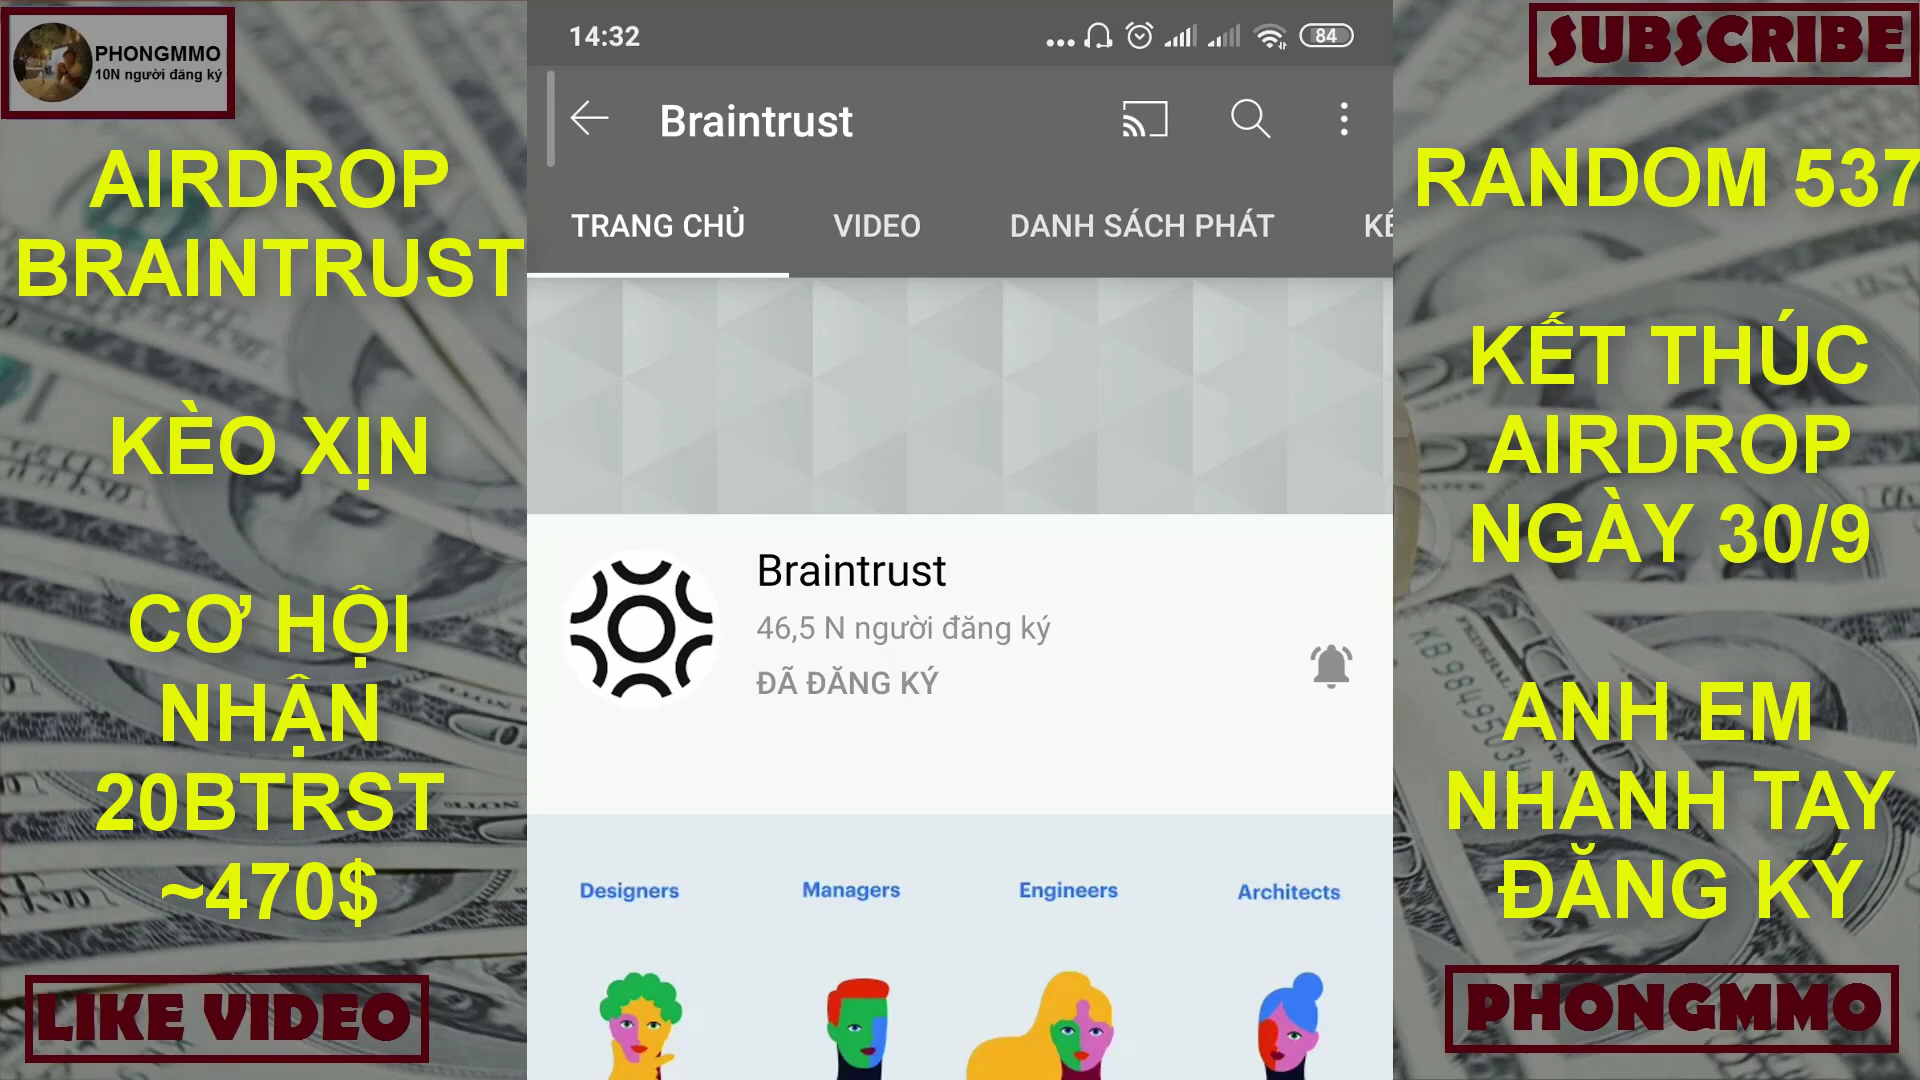 PHONGMMO
10N người đăng ký
AIRDROP
BRAINTRUST
KÈO XỊN
CƠ HỘI
NHẬN
20BTRST
~470$
LIKE VIDEO
14:32
84
Braintrust
TRANG CHỦ
VIDEO
DANH SÁCH PHÁT
Braintrust
46,5 N người đăng ký
ĐÃ ĐĂNG KÝ
Designers
Managers
Engineers
Architects
SUBSCRIBE
RANDOM 537
KẾT THÚC
AIRDROP
NGÀY 30/9
ANH EM
NHANH TAY
ĐĂNG KÝ
PHONGMMO